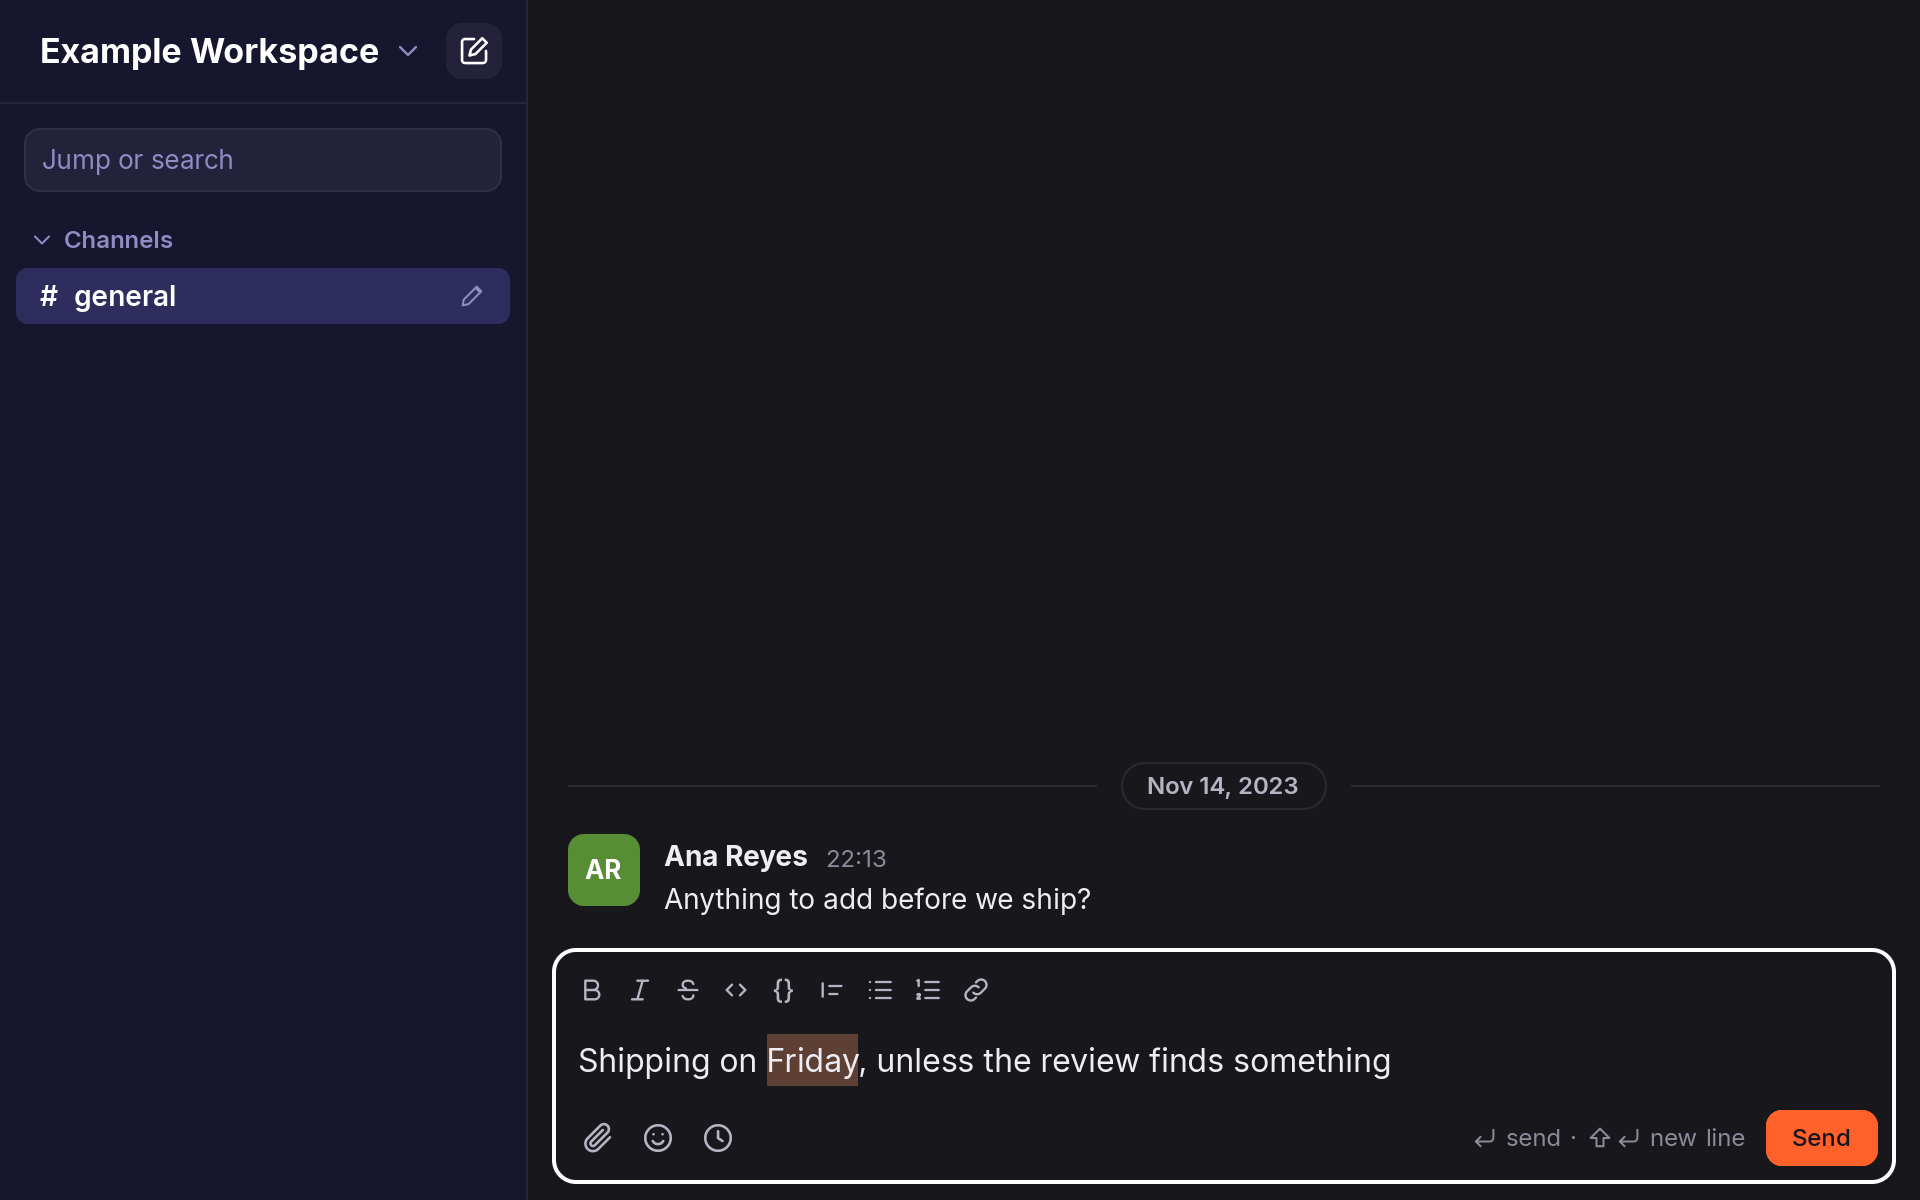 Example Workspace
Jump or search
Channels
# general
Nov 14, 2023
AR
Ana Reyes 22:13
Anything to add before we ship?
Shipping on Friday, unless the review finds something
send · new line
Send